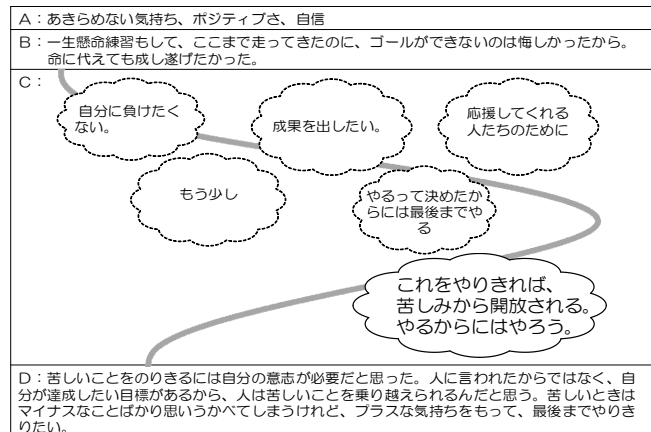 A：あきらめない気持ち、ポジティブさ、自信
B：一生懸命練習もして、ここまで走ってきたのに、ゴールができないのは悔しかったから。
命に代えても成し遂げたかった。
C：
自分に負けたく
ない。
成果を出したい。
応援してくれる
人たちのために
もう少し
やるって決めたか
らには最後までや
る
これをやりきれば、
苦しみから開放される。
やるからにはやろう。
D：苦しいことをのりきるには自分の意志が必要だと思った。人に言われたからではなく、自
分が達成したい目標があるから、人は苦しいことを乗り越えられるんだと思う。苦しいときは
マイナスなことばかり思いうかべてしまうけれど、プラスな気持ちをもって、最後までやりき
りたい。